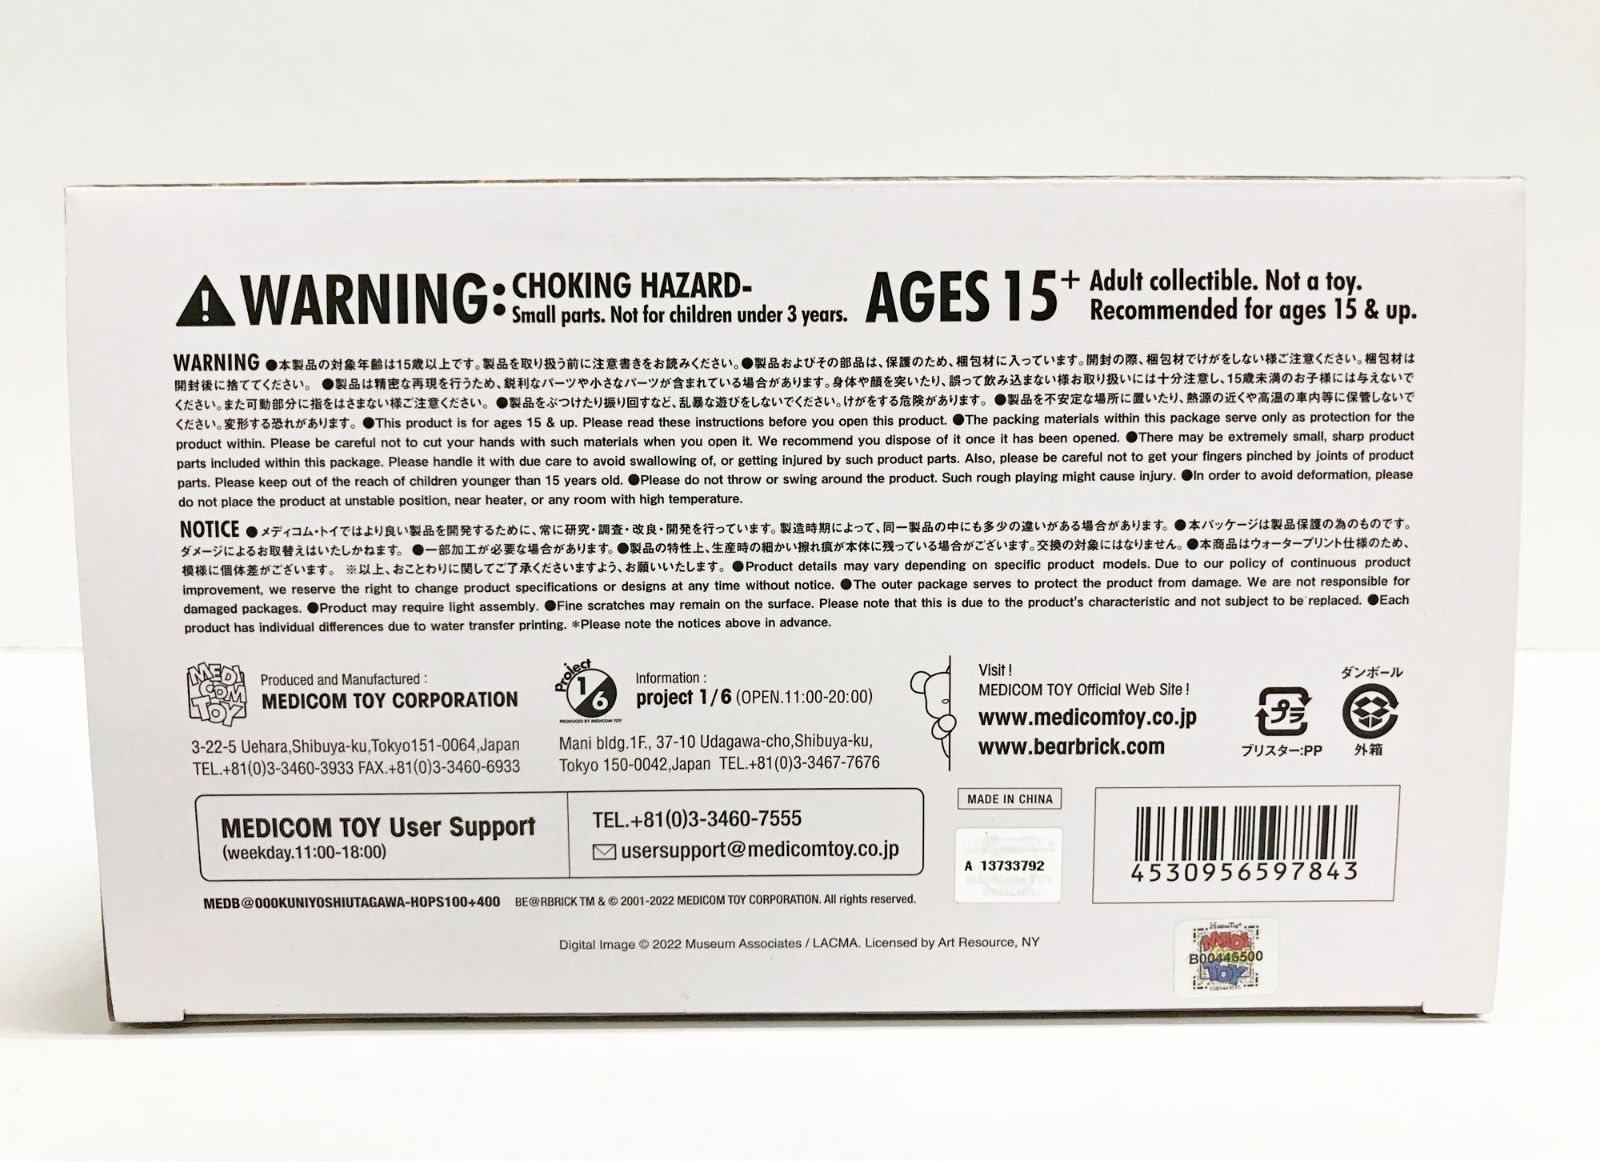 WARNING: CHOKING HAZARD-
Small parts. Not for children under 3 years.
AGES 15+ Adult collectible. Not a toy.
Recommended for ages 15 & up.
WARNING ●本製品の対象年齢は15歳以上です。製品を取り扱う前に注意書きをお読みください。●製品およびその部品は、保護のため、梱包材に入っています。開封の際、梱包材でけがをしない様ご注意ください。梱包材は
開封後に捨ててください。 ●製品は精密な再現を行うため、鋭利なパーツや小さなパーツが含まれている場合があります。身体や顔を突いたり、誤って飲み込まない様お取り扱いには十分注意し、15歳未満のお子様には与えないで
ください。また可動部分に指をはさまない様ご注意ください。 ●製品をぶつけたり振り回すなど、乱暴な遊びをしないでください。けがをする危険があります。 ●製品を不安定な場所に置いたり、熱源の近くや高温の車内等に保管しないで
ください。変形する恐れがあります。 ●This product is for ages 15 & up. Please read these instructions before you open this product. ●The packing materials within this package serve only as protection for the
product within. Please be careful not to cut your hands with such materials when you open it. We recommend you dispose of it once it has been opened. ●There may be extremely small, sharp product
parts included within this package. Please handle it with due care to avoid swallowing of, or getting injured by such product parts. Also, please be careful not to get your fingers pinched by joints of product
parts. Please keep out of the reach of children younger than 15 years old. ●Please do not throw or swing around the product. Such rough playing might cause injury. ●In order to avoid deformation, please
do not place the product at unstable position, near heater, or any room with high temperature.
NOTICE ●メディコム・トイではより良い製品を開発するために、常に研究・調査・改良・開発を行っています。製造時期によって、同一製品の中にも多少の違いがある場合があります。 ●本パッケージは製品保護の為のものです。
ダメージによるお取替えはいたしかねます。 ●一部加工が必要な場合があります。●製品の特性上、生産時の細かい擦れ痕が本体に残っている場合がございます。交換の対象にはなりません。●本商品はウォータープリント仕様のため、
模様に個体差がございます。 ※以上、おことわりに関してご了承くださいますよう、お願いいたします。 ●Product details may vary depending on specific product models. Due to our policy of continuous product
improvement, we reserve the right to change product specifications or designs at any time without notice. ●The outer package serves to protect the product from damage. We are not responsible for
damaged packages. ●Product may require light assembly. ●Fine scratches may remain on the surface. Please note that this is due to the product's characteristic and not subject to be replaced. ●Each
product has individual differences due to water transfer printing. *Please note the notices above in advance.
MEDI COM TOY
Produced and Manufactured :
MEDICOM TOY CORPORATION
3-22-5 Uehara,Shibuya-ku,Tokyo151-0064,Japan
TEL.+81(0)3-3460-3933 FAX.+81(0)3-3460-6933
Project 1/6
PRODUCED BY MEDICOM TOY
Information :
project 1/6 (OPEN.11:00-20:00)
Mani bldg.1F., 37-10 Udagawa-cho,Shibuya-ku,
Tokyo 150-0042,Japan TEL.+81(0)3-3467-7676
Visit !
MEDICOM TOY Official Web Site !
www.medicomtoy.co.jp
www.bearbrick.com
プラ
ブリスター:PP
ダンボール
外箱
MEDICOM TOY User Support
(weekday.11:00-18:00)
TEL.+81(0)3-3460-7555
usersupport@medicomtoy.co.jp
MADE IN CHINA
A 13733792
4530956597843
MEDB@000KUNIYOSHIUTAGAWA-HOPS100+400 BE@RBRICK TM & © 2001-2022 MEDICOM TOY CORPORATION. All rights reserved.
Digital Image © 2022 Museum Associates / LACMA. Licensed by Art Resource, NY
MEDI
B00446500
TOY